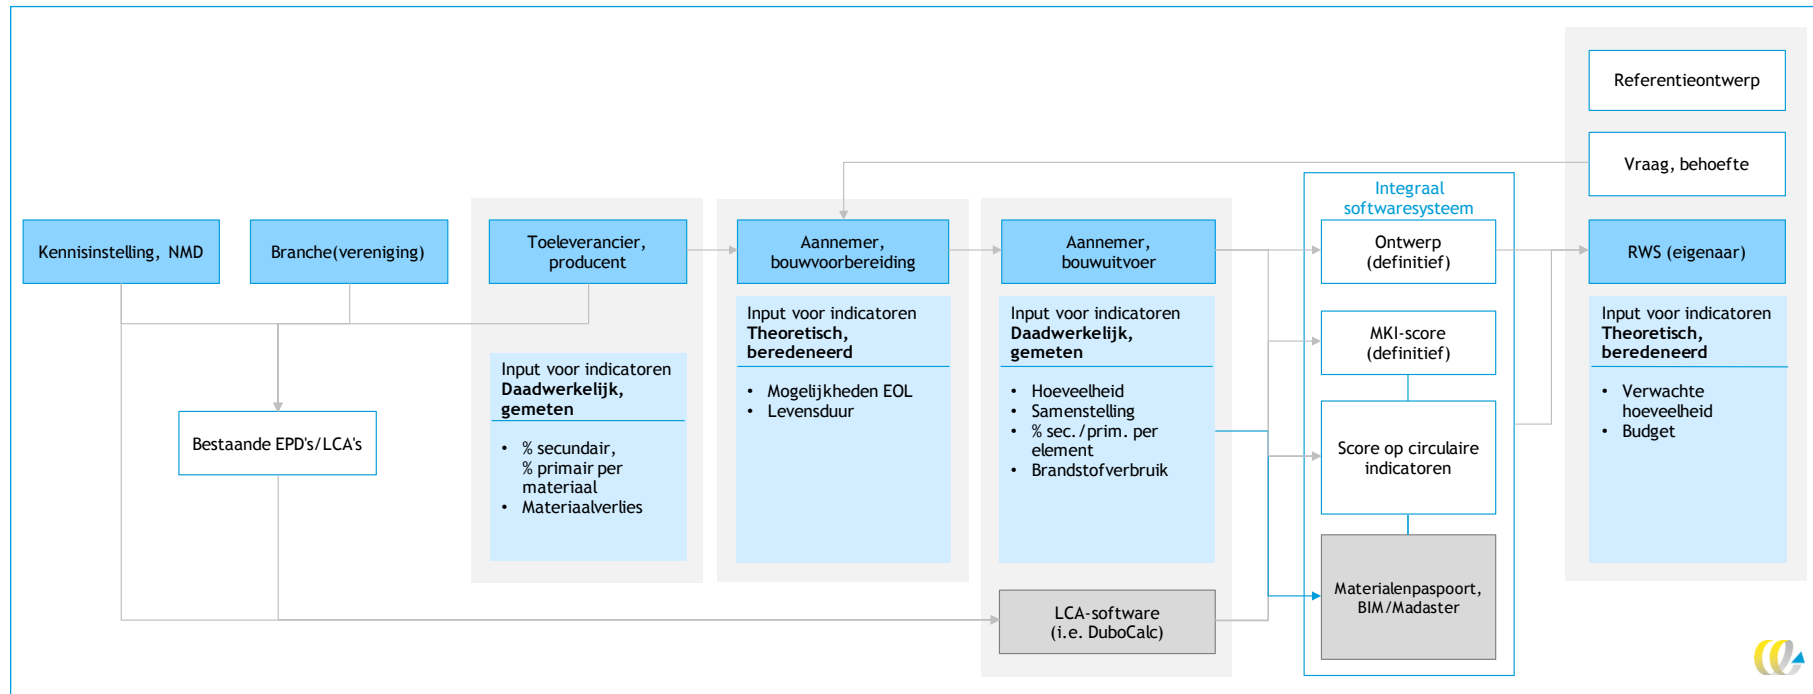 Referentieontwerp
Vraag, behoefte
Integraal
softwaresysteem
Kennisinstelling, NMD
Branche(vereniging)
Toeleverancier,
producent
Aannemer,
bouwvoorbereiding
Aannemer,
bouwuitvoer
Ontwerp
(definitief)
RWS (eigenaar)
Bestaande EPD's/LCA's
Input voor indicatoren
Daadwerkelijk,
gemeten
• % secundair,
% primair per
materiaal
• Materiaalverlies
Input voor indicatoren
Theoretisch,
beredeneerd
• Mogelijkheden EOL
• Levensduur
Input voor indicatoren
Daadwerkelijk,
gemeten
• Hoeveelheid
• Samenstelling
• % sec./prim. per
element
• Brandstofverbruik
LCA-software
(i.e. DuboCalc)
MKI-score
(definitief)
Score op circulaire
indicatoren
Materialenpaspoort,
BIM/Madaster
Input voor indicatoren
Theoretisch,
beredeneerd
• Verwachte
hoeveelheid
• Budget